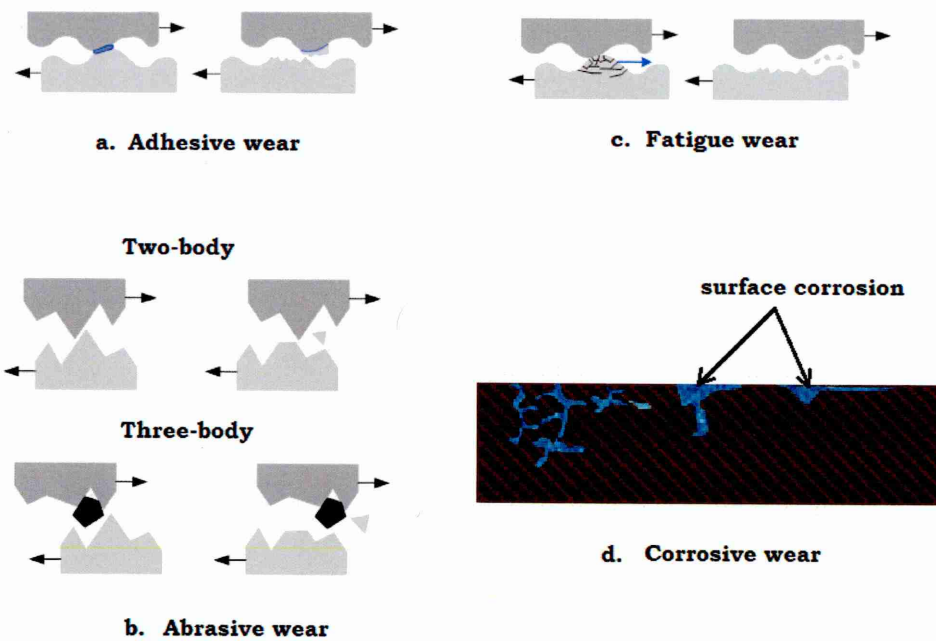 a. Adhesive wear
c. Fatigue wear
Two-body
surface corrosion
Three-body
d. Corrosive wear
b. Abrasive wear